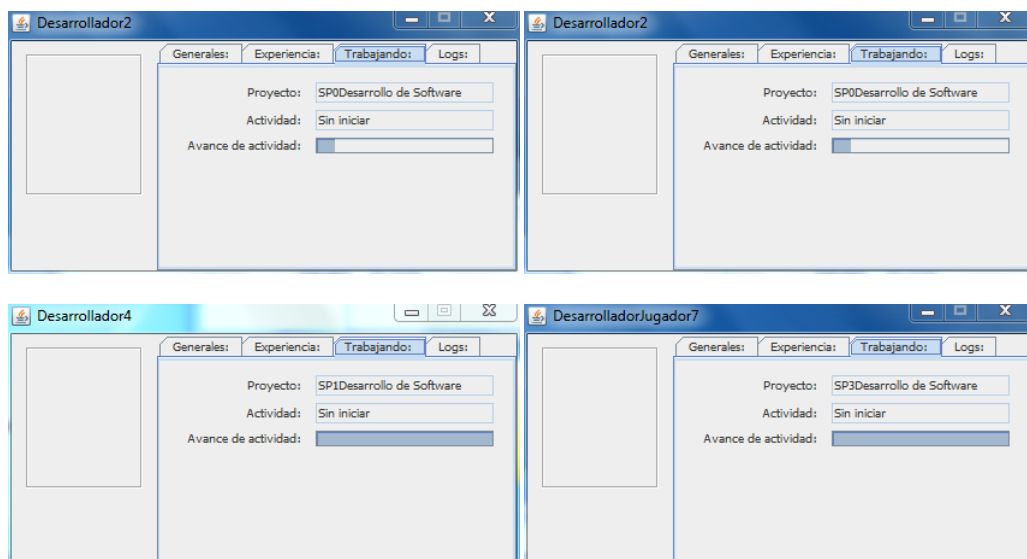 Desarrollador2
Generales: Experiencia: Trabajando: Logs:
Proyecto: SP0Desarrollo de Software
Actividad: Sin iniciar
Avance de actividad:
Desarrollador2
Generales: Experiencia: Trabajando: Logs:
Proyecto: SP0Desarrollo de Software
Actividad: Sin iniciar
Avance de actividad:
Desarrollador4
Generales: Experiencia: Trabajando: Logs:
Proyecto: SP1Desarrollo de Software
Actividad: Sin iniciar
Avance de actividad:
DesarrolladorJugador7
Generales: Experiencia: Trabajando: Logs:
Proyecto: SP3Desarrollo de Software
Actividad: Sin iniciar
Avance de actividad: